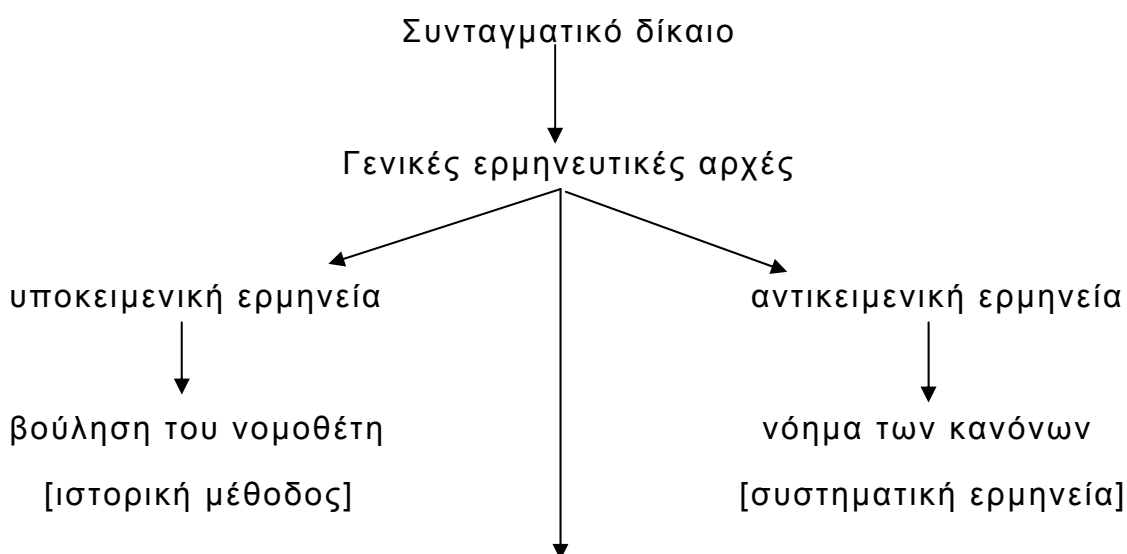 Συνταγματικό δίκαιο
Γενικές ερμηνευτικές αρχές
υποκειμενική ερμηνεία
αντικειμενική ερμηνεία
βούληση του νομοθέτη
νόημα των κανόνων
[ιστορική μέθοδος]
[συστηματική ερμηνεία]